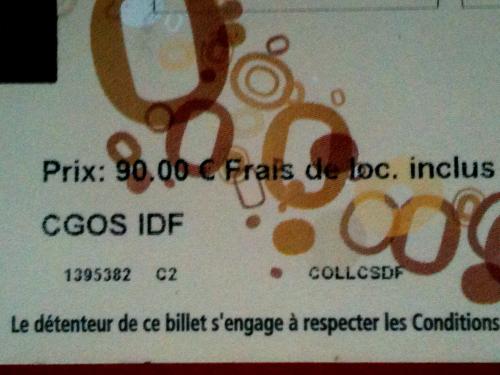 Prix: 90.00 € Frais de loc. inclus
CGOS IDF
1395382 C2 COLLCSDF
Le détenteur de ce billet s'engage à respecter les Conditions